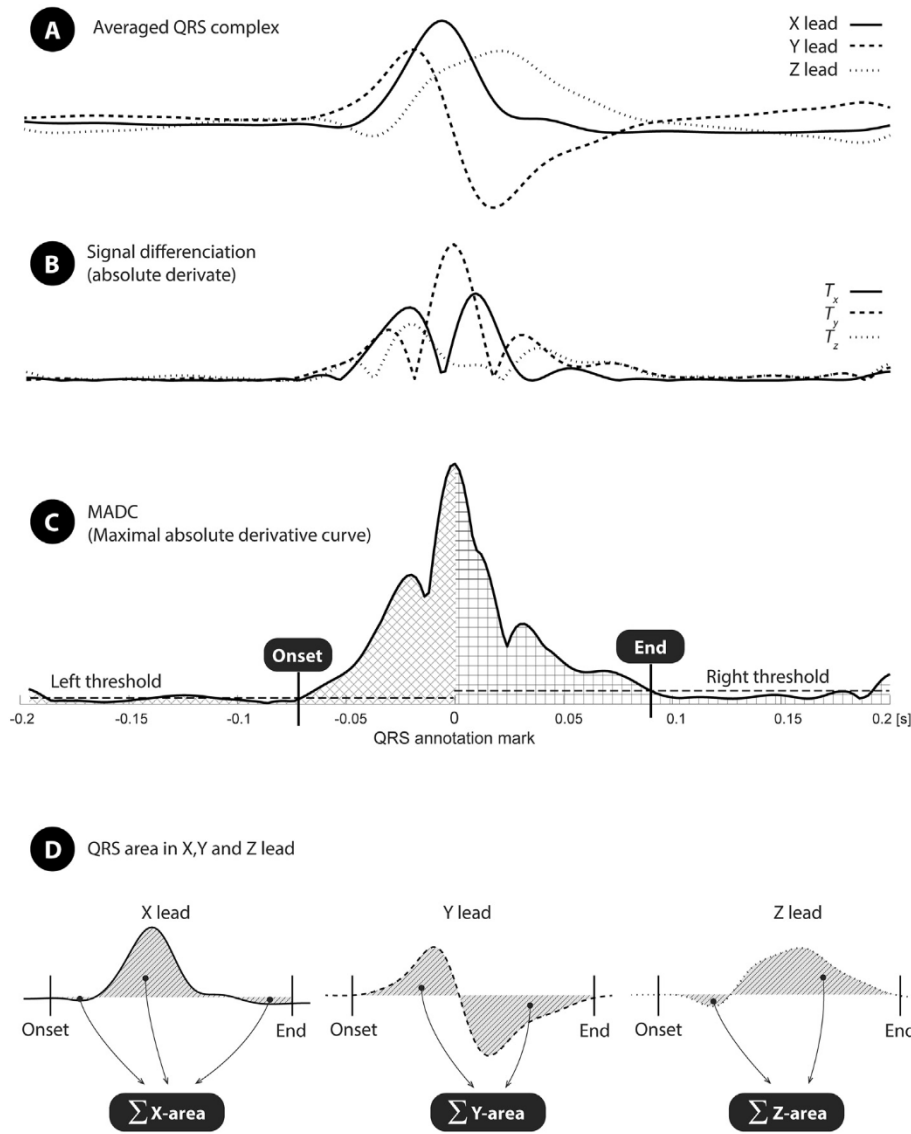 A
Averaged QRS complex
X lead
Y lead
Z lead
B
Signal differenciation
(absolute derivate)
Tx
Ty
Tz
C
MADC
(Maximal absolute derivative curve)
Onset
End
Left threshold
Right threshold
-0.2 -0.15 -0.1 -0.05 0 0.05 0.1 0.15 0.2 [s]
QRS annotation mark
D
QRS area in X,Y and Z lead
X lead
Y lead
Z lead
Onset End Onset End Onset End
∑ X-area
∑ Y-area
∑ Z-area